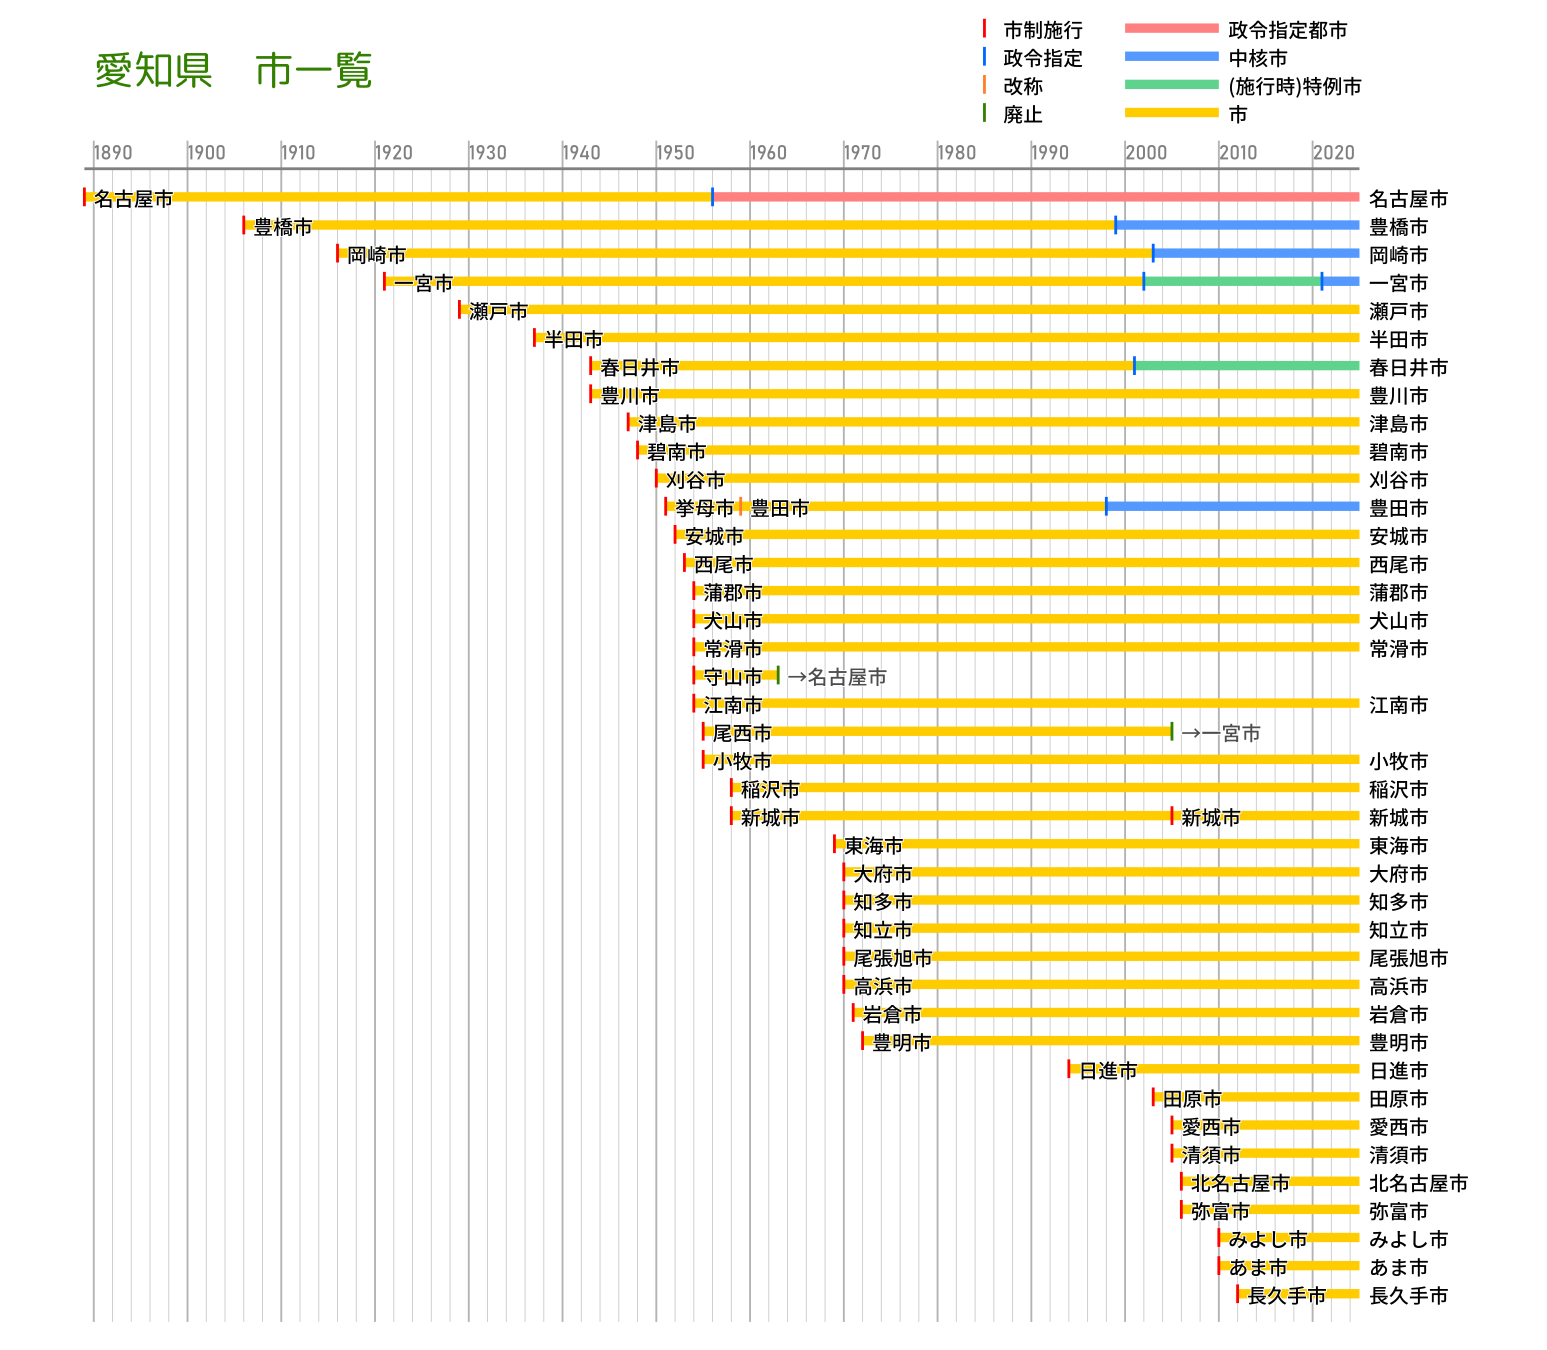 愛知県　市一覧
市制施行 政令指定都市
政令指定 中核市
改称 (施行時)特例市
廃止 市
1890 1900 1910 1920 1930 1940 1950 1960 1970 1980 1990 2000 2010 2020
名古屋市 名古屋市
豊橋市 豊橋市
岡崎市 岡崎市
一宮市 一宮市
瀬戸市 瀬戸市
半田市 半田市
春日井市 春日井市
豊川市 豊川市
津島市 津島市
碧南市 碧南市
刈谷市 刈谷市
挙母市 豊田市 豊田市
安城市 安城市
西尾市 西尾市
蒲郡市 蒲郡市
犬山市 犬山市
常滑市 常滑市
守山市 →名古屋市
江南市 江南市
尾西市 →一宮市
小牧市 小牧市
稲沢市 稲沢市
新城市 新城市 新城市
東海市 東海市
大府市 大府市
知多市 知多市
知立市 知立市
尾張旭市 尾張旭市
高浜市 高浜市
岩倉市 岩倉市
豊明市 豊明市
日進市 日進市
田原市 田原市
愛西市 愛西市
清須市 清須市
北名古屋市 北名古屋市
弥富市 弥富市
みよし市 みよし市
あま市 あま市
長久手市 長久手市